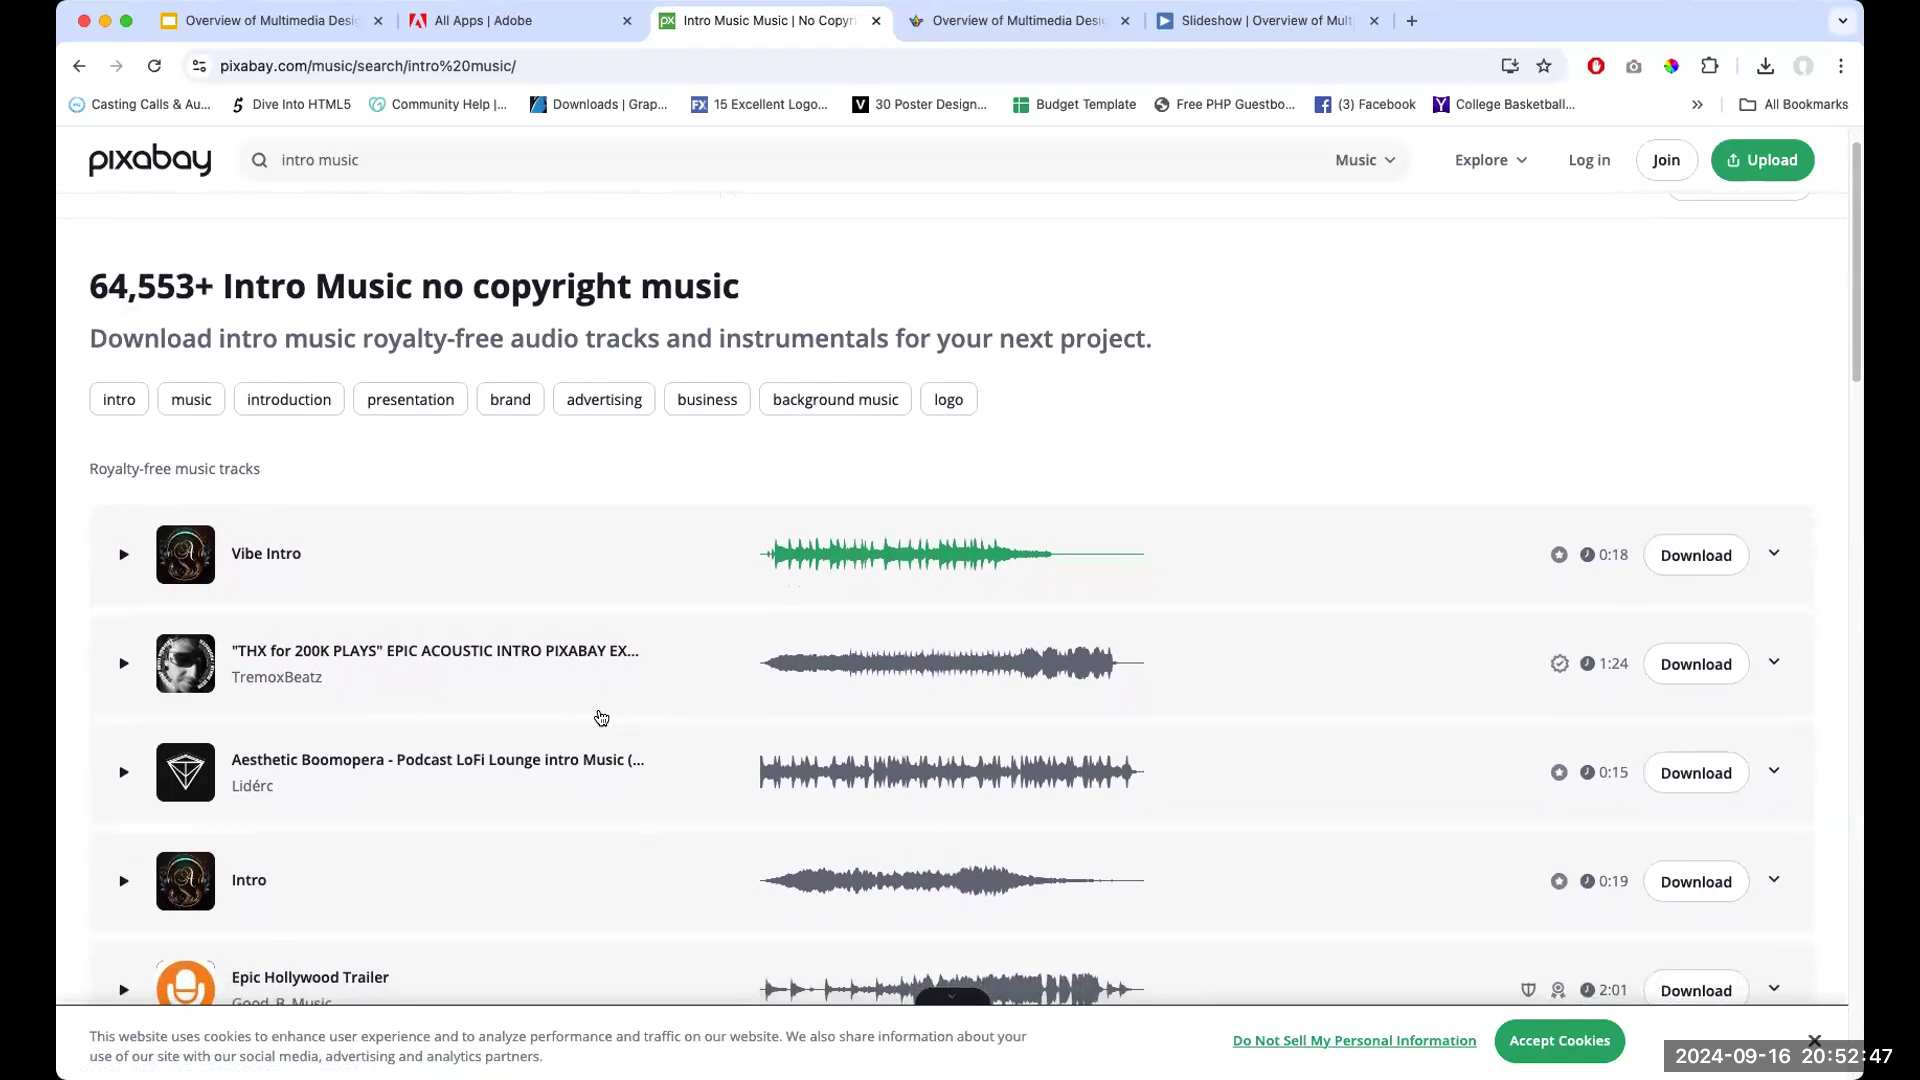 Overview of Multimedia Desi
All Apps | Adobe
Intro Music Music | No Copyri
Overview of Multimedia Desi
Slideshow | Overview of Mult
pixabay.com/music/search/intro%20music/
Casting Calls & Au...
Dive Into HTML5
Community Help |...
Downloads | Grap...
15 Excellent Logo...
30 Poster Design...
Budget Template
Free PHP Guestbo...
(3) Facebook
College Basketball...
All Bookmarks
pixabay
intro music
Music
Explore
Log in
Join
Upload
64,553+ Intro Music no copyright music
Download intro music royalty-free audio tracks and instrumentals for your next project.
intro
music
introduction
presentation
brand
advertising
business
background music
logo
Royalty-free music tracks
Vibe Intro
0:18
Download
"THX for 200K PLAYS" EPIC ACOUSTIC INTRO PIXABAY EX...
TremoxBeatz
1:24
Download
Aesthetic Boomopera - Podcast LoFi Lounge intro Music (...
Lidérc
0:15
Download
Intro
0:19
Download
Epic Hollywood Trailer
Good_B_Music
2:01
Download
This website uses cookies to enhance user experience and to analyze performance and traffic on our website. We also share information about your
use of our site with our social media, advertising and analytics partners.
Do Not Sell My Personal Information
Accept Cookies
2024-09-16 20:52:47